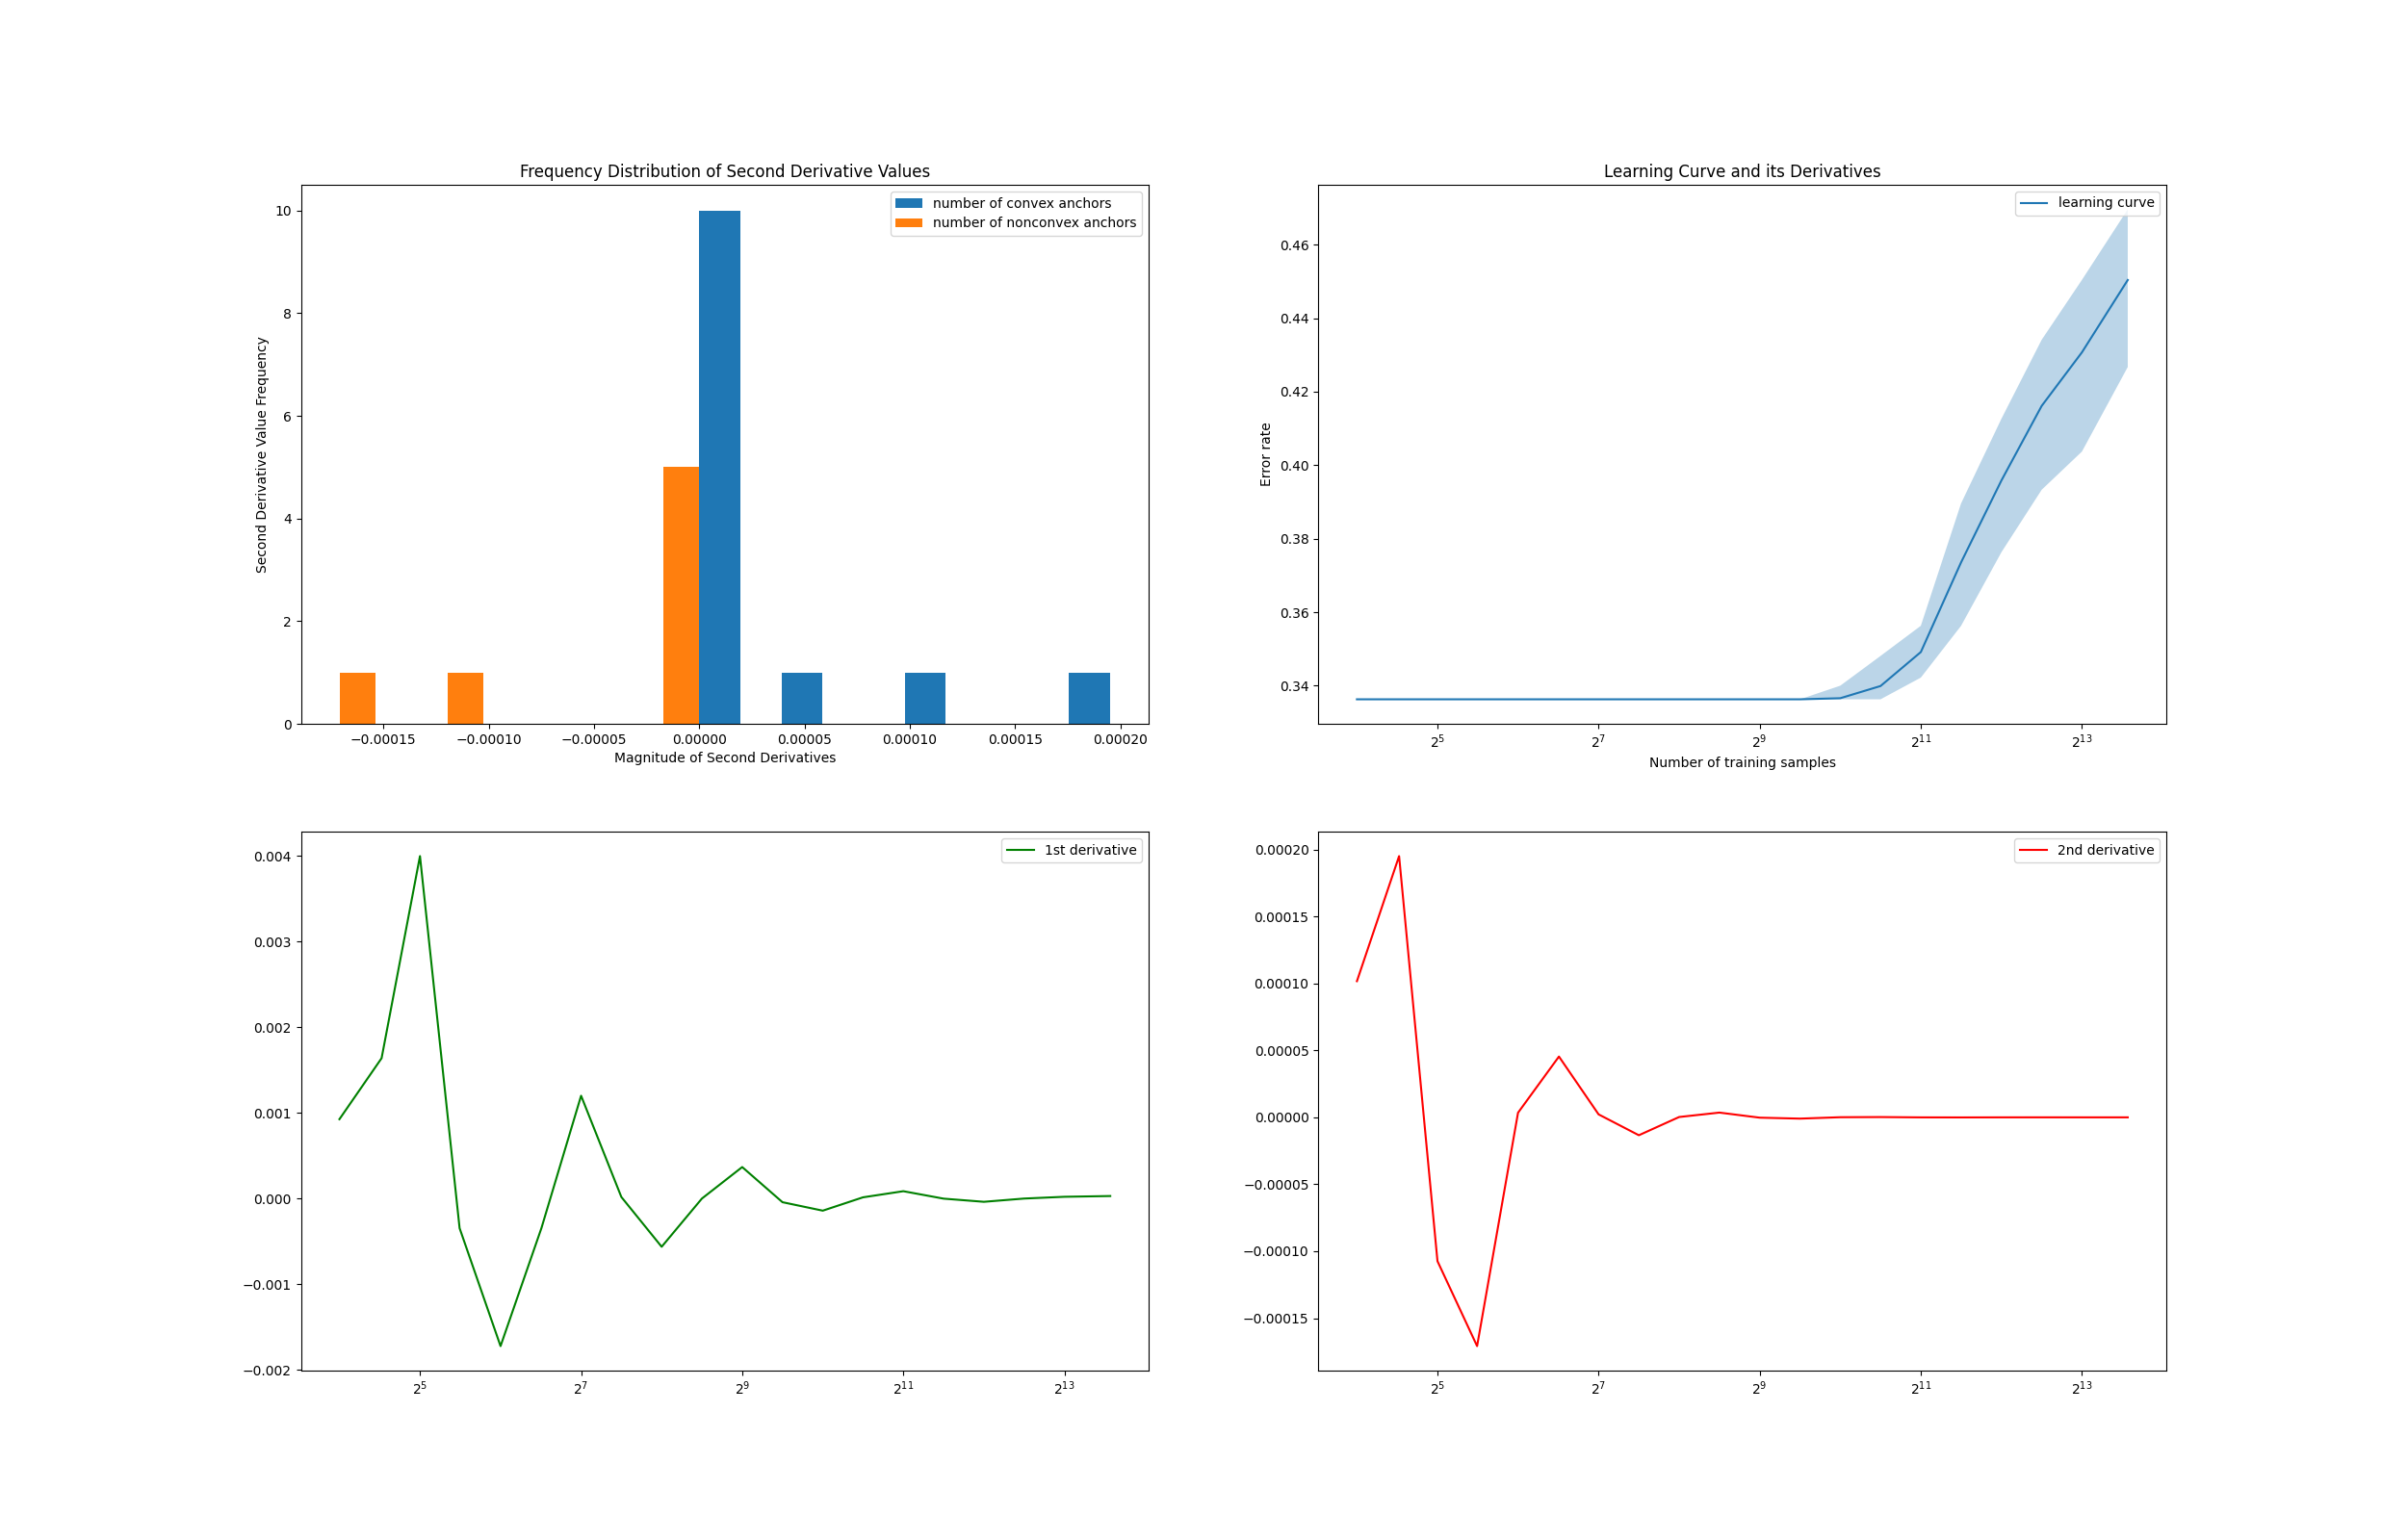 Frequency Distribution of Second Derivative Values
Second Derivative Value Frequency
10
8
6
4
2
0
number of convex anchors
number of nonconvex anchors
−0.00015 −0.00010 −0.00005 0.00000 0.00005 0.00010 0.00015 0.00020
Magnitude of Second Derivatives
Learning Curve and its Derivatives
Error rate
0.46
0.44
0.42
0.40
0.38
0.36
0.34
learning curve
2^5 2^7 2^9 2^11 2^13
Number of training samples
0.004
0.003
0.002
0.001
0.000
−0.001
−0.002
1st derivative
2^5 2^7 2^9 2^11 2^13
0.00020
0.00015
0.00010
0.00005
0.00000
−0.00005
−0.00010
−0.00015
2nd derivative
2^5 2^7 2^9 2^11 2^13